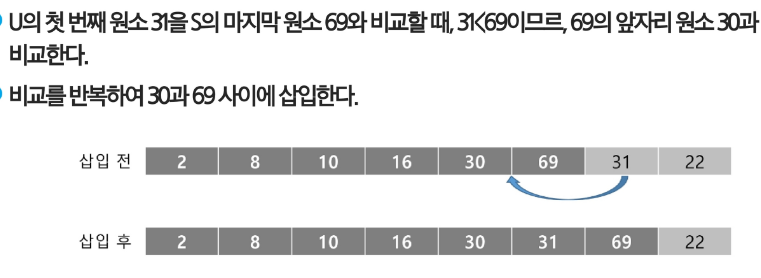 U의 첫 번째 원소 31을 S의 마지막 원소 69와 비교할 때, 31<69이므르, 69의 앞자리 원소 30과
비교한다.
비교를 반복하여 30과 69 사이에 삽입한다.
삽입 전 2 8 10 16 30 69 31 22
삽입 후 2 8 10 16 30 31 69 22